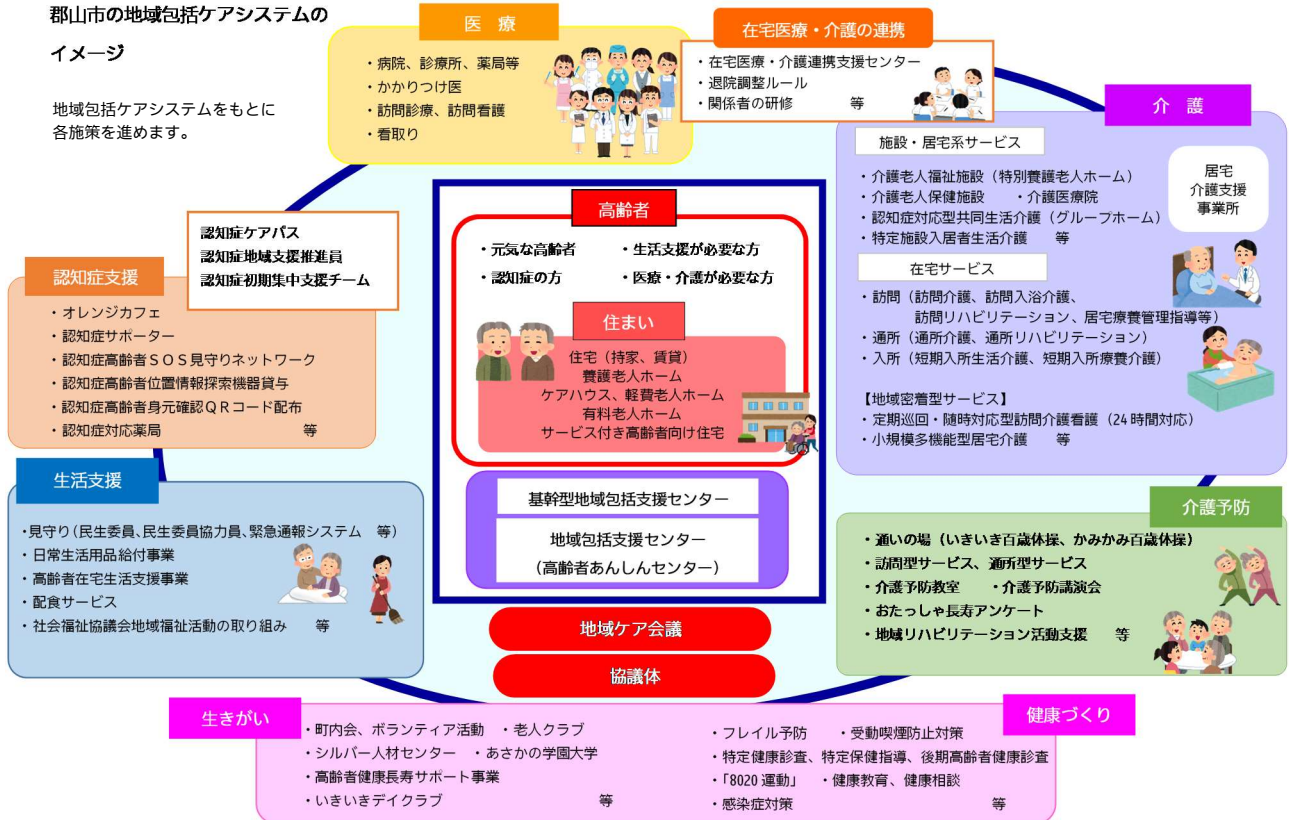 郡山市の地域包括ケアシステムの
イメージ
地域包括ケアシステムをもとに
各施策を進めます。
医 療
・病院、診療所、薬局等
・かかりつけ医
・訪問診療、訪問看護
・看取り
在宅医療・介護の連携
・在宅医療・介護連携支援センター
・退院調整ルール
・関係者の研修 等
介 護
施設・居宅系サービス
・介護老人福祉施設（特別養護老人ホーム）
・介護老人保健施設 ・介護医療院
・認知症対応型共同生活介護（グループホーム）
・特定施設入居者生活介護 等
居宅
介護支援
事業所
在宅サービス
・訪問（訪問介護、訪問入浴介護、
訪問リハビリテーション、居宅療養管理指導等）
・通所（通所介護、通所リハビリテーション）
・入所（短期入所生活介護、短期入所療養介護）
【地域密着型サービス】
・定期巡回・随時対応型訪問介護看護（24時間対応）
・小規模多機能型居宅介護 等
高齢者
・元気な高齢者 ・生活支援が必要な方
・認知症の方 ・医療・介護が必要な方
住まい
住宅（持家、賃貸）
養護老人ホーム
ケアハウス、軽費老人ホーム
有料老人ホーム
サービス付き高齢者向け住宅
基幹型地域包括支援センター
地域包括支援センター
（高齢者あんしんセンター）
地域ケア会議
協議体
認知症ケアパス
認知症地域支援推進員
認知症初期集中支援チーム
認知症支援
・オレンジカフェ
・認知症サポーター
・認知症高齢者ＳＯＳ見守りネットワーク
・認知症高齢者位置情報探索機器貸与
・認知症高齢者身元確認ＱＲコード配布
・認知症対応薬局 等
生活支援
・見守り（民生委員、民生委員協力員、緊急通報システム 等）
・日常生活用品給付事業
・高齢者在宅生活支援事業
・配食サービス
・社会福祉協議会地域福祉活動の取り組み 等
介護予防
・通いの場（いきいき百歳体操、かみかみ百歳体操）
・訪問型サービス、通所型サービス
・介護予防教室 ・介護予防講演会
・おたっしゃ長寿アンケート
・地域リハビリテーション活動支援 等
生きがい
・町内会、ボランティア活動 ・老人クラブ
・シルバー人材センター ・あさかの学園大学
・高齢者健康長寿サポート事業
・いきいきデイクラブ 等
健康づくり
・フレイル予防 ・受動喫煙防止対策
・特定健康診査、特定保健指導、後期高齢者健康診査
・「8020運動」 ・健康教育、健康相談
・感染症対策 等